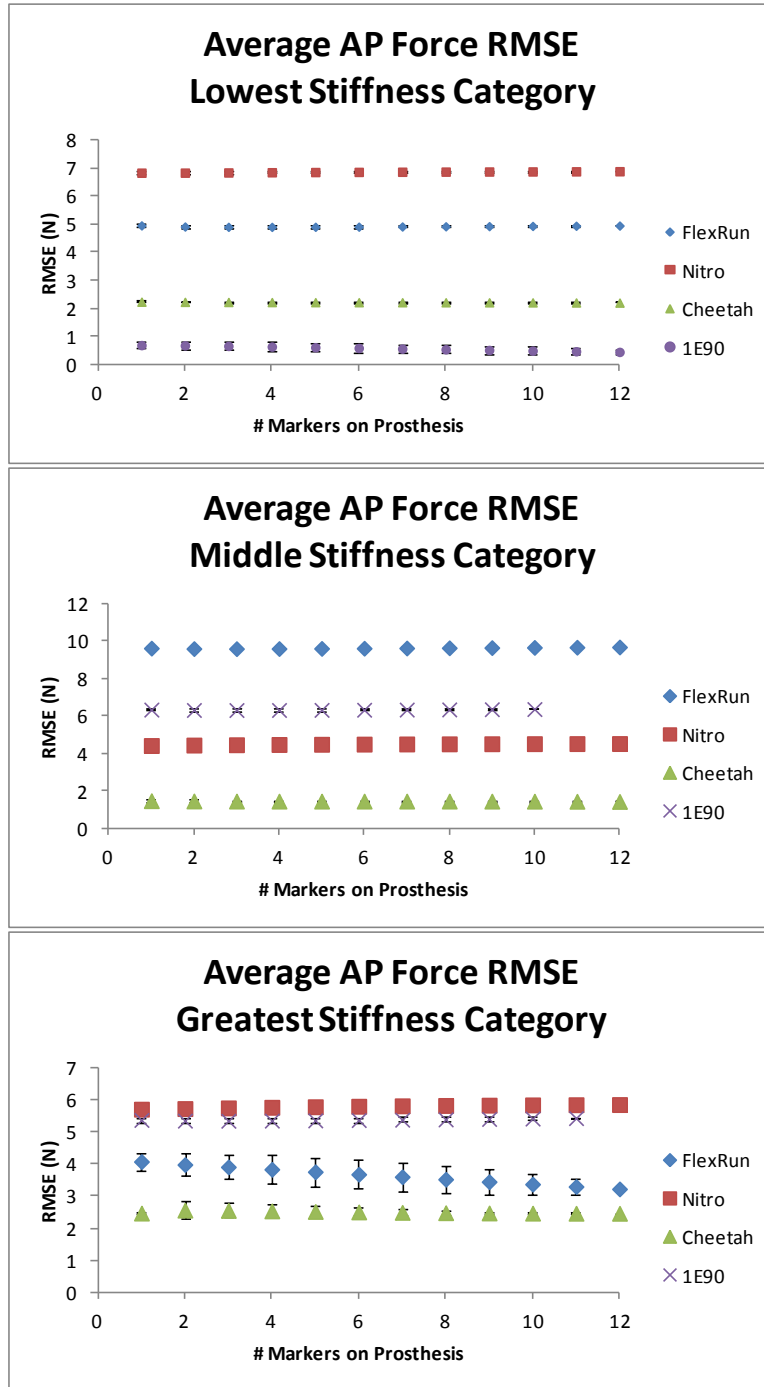 Average AP Force RMSE
Lowest Stiffness Category
8
7
6
5
4
3
2
1
0
RMSE (N)
0 2 4 6 8 10 12
# Markers on Prosthesis
FlexRun
Nitro
Cheetah
1E90
Average AP Force RMSE
Middle Stiffness Category
12
10
8
6
4
2
0
RMSE (N)
0 2 4 6 8 10 12
# Markers on Prosthesis
FlexRun
Nitro
Cheetah
1E90
Average AP Force RMSE
Greatest Stiffness Category
7
6
5
4
3
2
1
0
RMSE (N)
0 2 4 6 8 10 12
# Markers on Prosthesis
FlexRun
Nitro
Cheetah
1E90